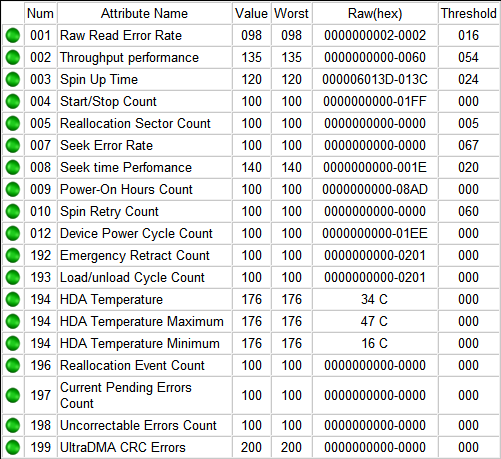 Num Attribute Name Value Worst Raw(hex) Threshold
001 Raw Read Error Rate 098 098 0000000002-0002 016
002 Throughput performance 135 135 0000000000-0060 054
003 Spin Up Time 120 120 000006013D-013C 024
004 Start/Stop Count 100 100 0000000000-01FF 000
005 Reallocation Sector Count 100 100 0000000000-0000 005
007 Seek Error Rate 100 100 0000000000-0000 067
008 Seek time Perfomance 140 140 0000000000-001E 020
009 Power-On Hours Count 100 100 0000000000-08AD 000
010 Spin Retry Count 100 100 0000000000-0000 060
012 Device Power Cycle Count 100 100 0000000000-01EE 000
192 Emergency Retract Count 100 100 0000000000-0201 000
193 Load/unload Cycle Count 100 100 0000000000-0201 000
194 HDA Temperature 176 176 34 C 000
194 HDA Temperature Maximum 176 176 47 C 000
194 HDA Temperature Minimum 176 176 16 C 000
196 Reallocation Event Count 100 100 0000000000-0000 000
197 Current Pending Errors
Count 100 100 0000000000-0000 000
198 Uncorrectable Errors Count 100 100 0000000000-0000 000
199 UltraDMA CRC Errors 200 200 0000000000-0000 000